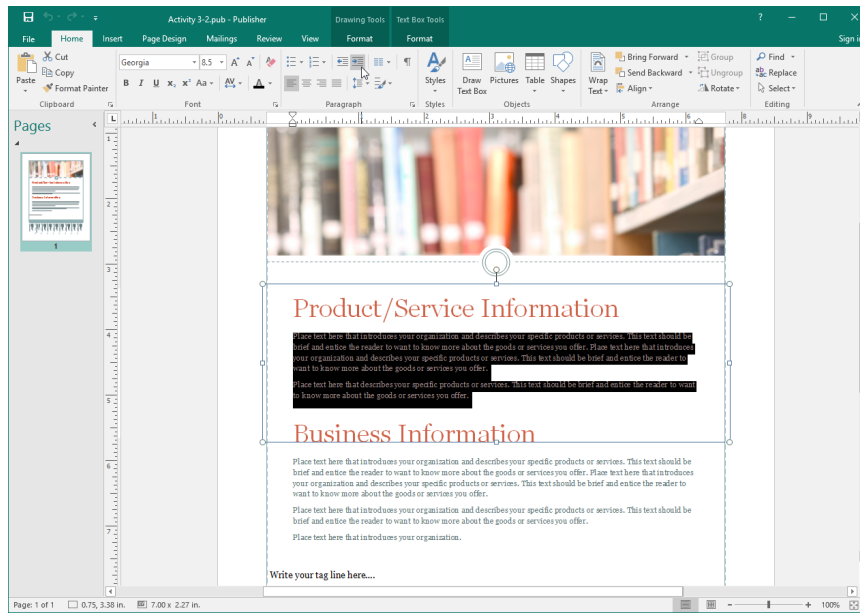 Activity 3-2.pub - Publisher
Drawing Tools Text Box Tools
?
File Home Insert Page Design Mailings Review View Format Format
Cut
Copy
Format Painter
Paste
Clipboard
Georgia 8.5
B I U x₂ x² Aa AV A
Font
Paragraph
Styles
Styles
Draw Text Box
Pictures Table Shapes
Objects
Wrap Text
Bring Forward Group
Send Backward Ungroup
Align Rotate
Arrange
Find
Replace
Select
Editing
Pages
1
Product/Service Information
Place text here that introduces your organization and describes your specific products or services. This text should be
brief and entice the reader to want to know more about the goods or services you offer. Place text here that introduces
your organization and describes your specific products or services. This text should be brief and entice the reader to
want to know more about the goods or services you offer.
Place text here that describes your specific products or services. This text should be brief and entice the reader to want
to know more about the goods or services you offer.
Business Information
Place text here that introduces your organization and describes your specific products or services. This text should be
brief and entice the reader to want to know more about the goods or services you offer. Place text here that introduces
your organization and describes your specific products or services. This text should be brief and entice the reader to
want to know more about the goods or services you offer.
Place text here that introduces your organization and describes your specific products or services. This text should be
brief and entice the reader to want to know more about the goods or services you offer.
Place text here that introduces your organization.
Write your tag line here....
Page: 1 of 1 0.75, 3.38 in. 7.00 x 2.27 in. 100%